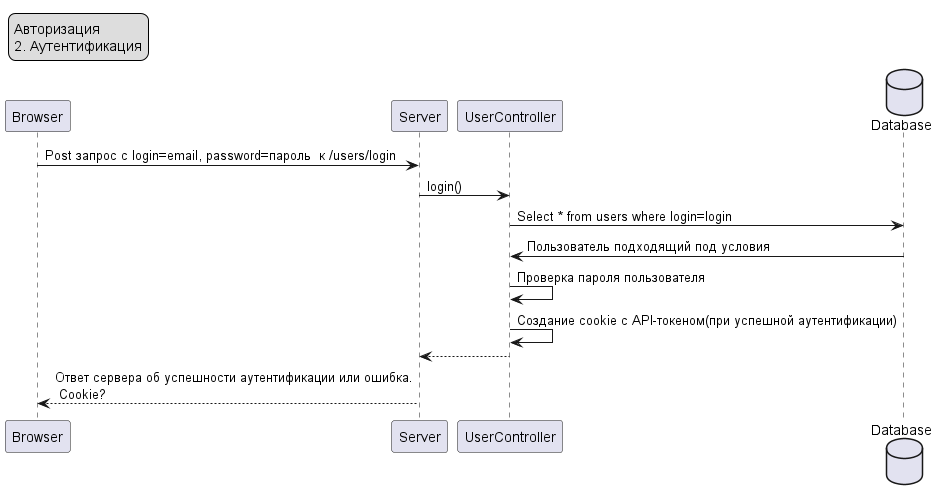 Авторизация
2. Аутентификация
Database
Browser
Server
UserController
Post запрос с login=email, password=пароль  к /users/login
login()
Select * from users where login=login
Пользователь подходящий под условия
Проверка пароля пользователя
Создание cookie с API-токеном(при успешной аутентификации)
Ответ сервера об успешности аутентификации или ошибка.
Cookie?
Browser
Server
UserController
Database